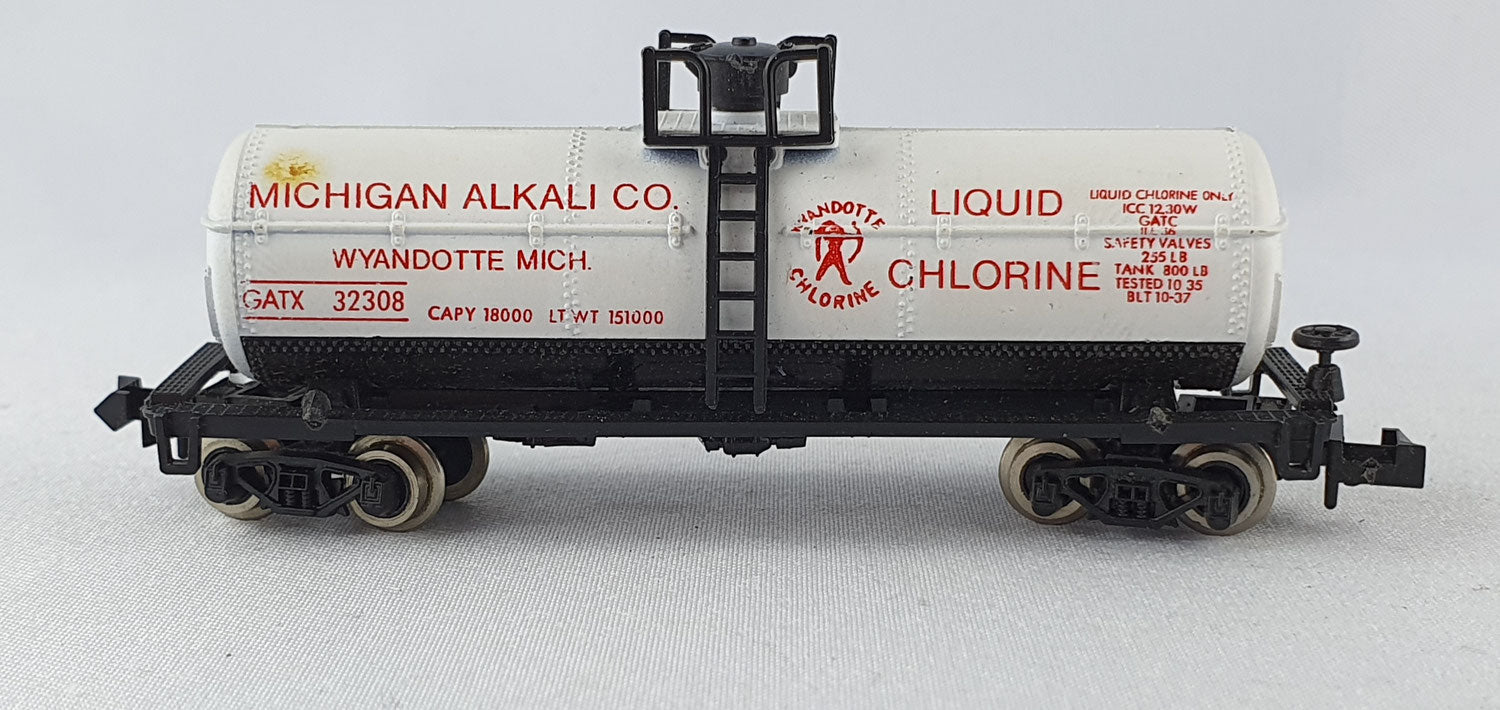 MICHIGAN ALKALI CO.
WYANDOTTE MICH.
GATX 32308
CAPY 18000 LT WT 151000
WYANDOTTE
CHLORINE
LIQUID
CHLORINE
LIQUID CHLORINE ONLY
ICC 12.30W
GATC
SAFETY VALVES
255 LB
TANK 800 LB
TESTED 10 35
BLT 10-37